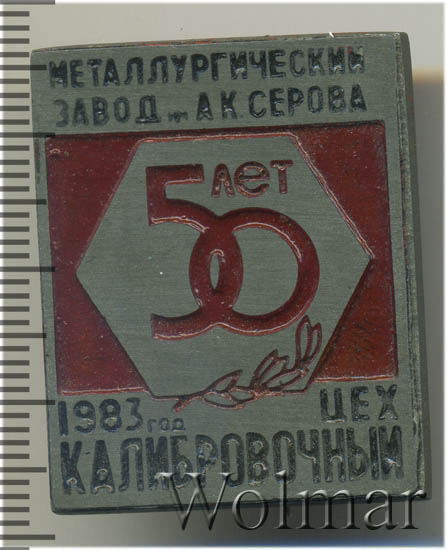 МЕТАЛЛУРГИЧЕСКИЙ
ЗАВОД им А.К.СЕРОВА
лет
50
1983 год ЦЕХ
КАЛИБРОВОЧНЫЙ
Wolmar